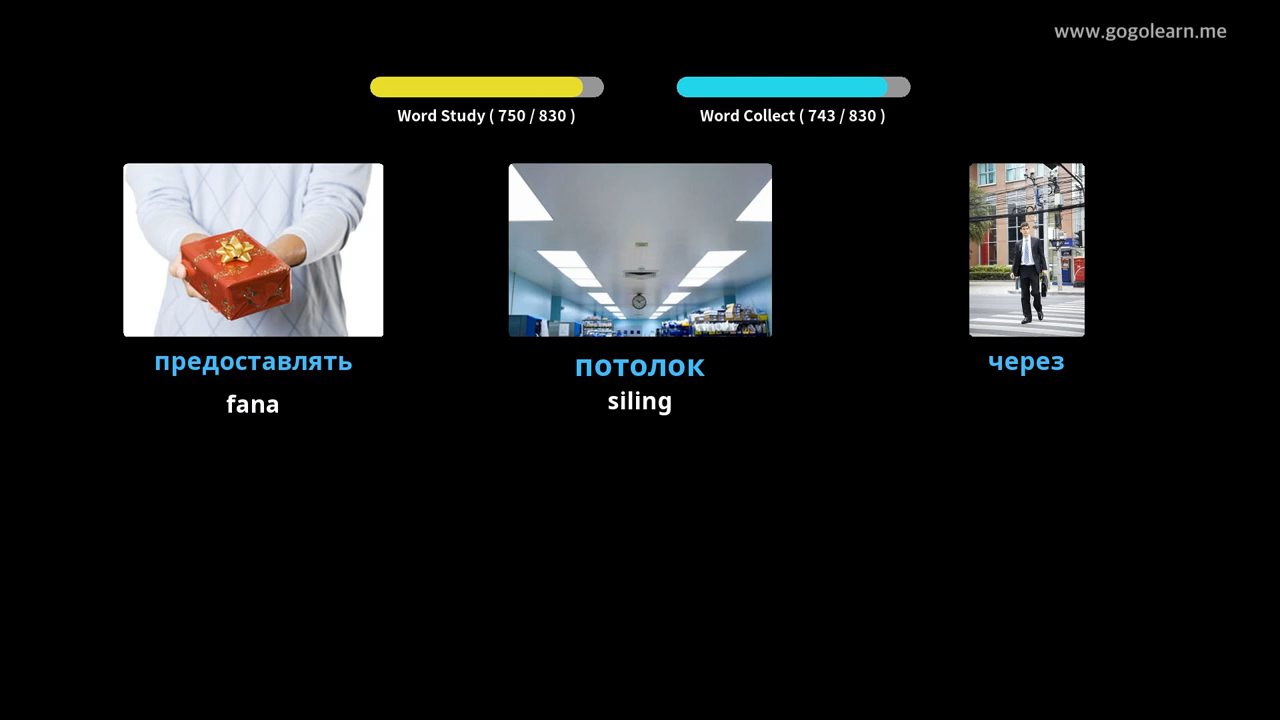 www.gogolearn.me
Word Study ( 750 / 830 )
Word Collect ( 743 / 830 )
предоставлять
fana
потолок
siling
через